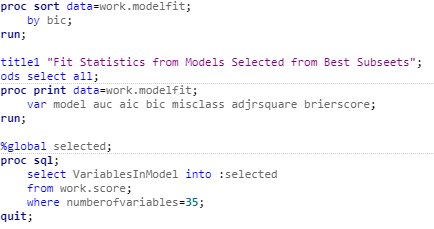 proc sort data=work.modelfit;
by bic;
run;
title1 "Fit Statistics from Models Selected from Best Subseets";
ods select all;
proc print data=work.modelfit;
var model auc aic bic misclass adjrsquare brierscore;
run;
%global selected;
proc sql;
select VariablesInModel into :selected
from work.score;
where numberofvariables=35;
quit;